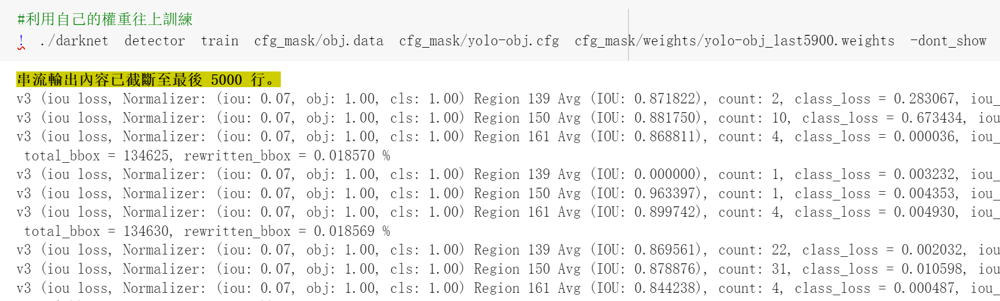 #利用自己的權重往上訓練
! ./darknet detector train cfg_mask/obj.data cfg_mask/yolo-obj.cfg cfg_mask/weights/yolo-obj_last5900.weights -dont_show
串流輸出內容已截斷至最後 5000 行。
v3 (iou loss, Normalizer: (iou: 0.07, obj: 1.00, cls: 1.00) Region 139 Avg (IOU: 0.871822), count: 2, class_loss = 0.283067, iou_
v3 (iou loss, Normalizer: (iou: 0.07, obj: 1.00, cls: 1.00) Region 150 Avg (IOU: 0.881750), count: 10, class_loss = 0.673434, iou
v3 (iou loss, Normalizer: (iou: 0.07, obj: 1.00, cls: 1.00) Region 161 Avg (IOU: 0.868811), count: 4, class_loss = 0.000036, iou_
total_bbox = 134625, rewritten_bbox = 0.018570 %
v3 (iou loss, Normalizer: (iou: 0.07, obj: 1.00, cls: 1.00) Region 139 Avg (IOU: 0.000000), count: 1, class_loss = 0.003232, iou_
v3 (iou loss, Normalizer: (iou: 0.07, obj: 1.00, cls: 1.00) Region 150 Avg (IOU: 0.963397), count: 1, class_loss = 0.004353, iou_
v3 (iou loss, Normalizer: (iou: 0.07, obj: 1.00, cls: 1.00) Region 161 Avg (IOU: 0.899742), count: 4, class_loss = 0.004930, iou_
total_bbox = 134630, rewritten_bbox = 0.018569 %
v3 (iou loss, Normalizer: (iou: 0.07, obj: 1.00, cls: 1.00) Region 139 Avg (IOU: 0.869561), count: 22, class_loss = 0.002032, iou
v3 (iou loss, Normalizer: (iou: 0.07, obj: 1.00, cls: 1.00) Region 150 Avg (IOU: 0.878876), count: 31, class_loss = 0.010598, iou
v3 (iou loss, Normalizer: (iou: 0.07, obj: 1.00, cls: 1.00) Region 161 Avg (IOU: 0.844238), count: 4, class_loss = 0.000487, iou_